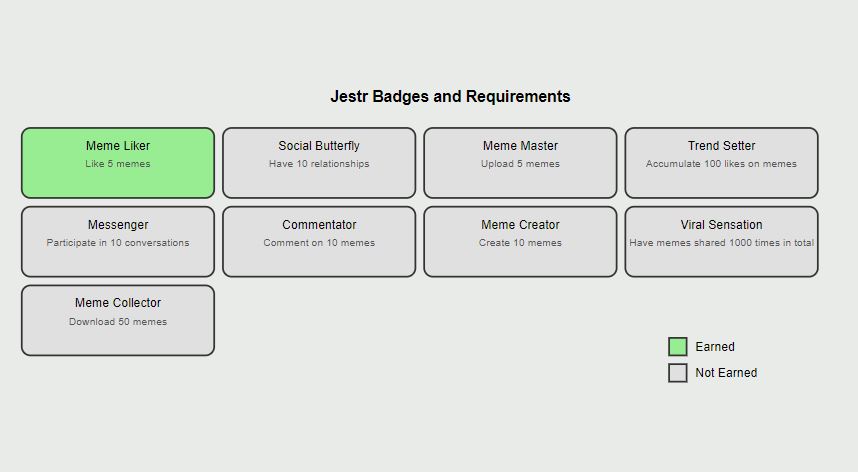 Jestr Badges and Requirements
Meme Liker
Like 5 memes
Social Butterfly
Have 10 relationships
Meme Master
Upload 5 memes
Trend Setter
Accumulate 100 likes on memes
Messenger
Participate in 10 conversations
Commentator
Comment on 10 memes
Meme Creator
Create 10 memes
Viral Sensation
Have memes shared 1000 times in total
Meme Collector
Download 50 memes
Earned
Not Earned